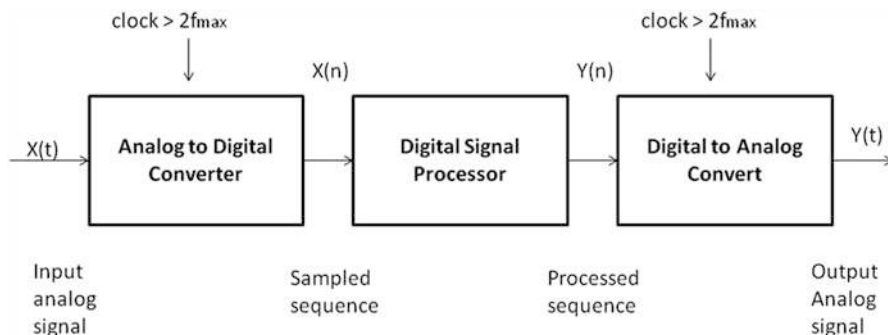 clock > 2fmax
clock > 2fmax
X(n)
Y(n)
X(t)
Analog to Digital
Converter
Digital Signal
Processor
Digital to Analog
Convert
Y(t)
Input
analog
signal
Sampled
sequence
Processed
sequence
Output
Analog
signal